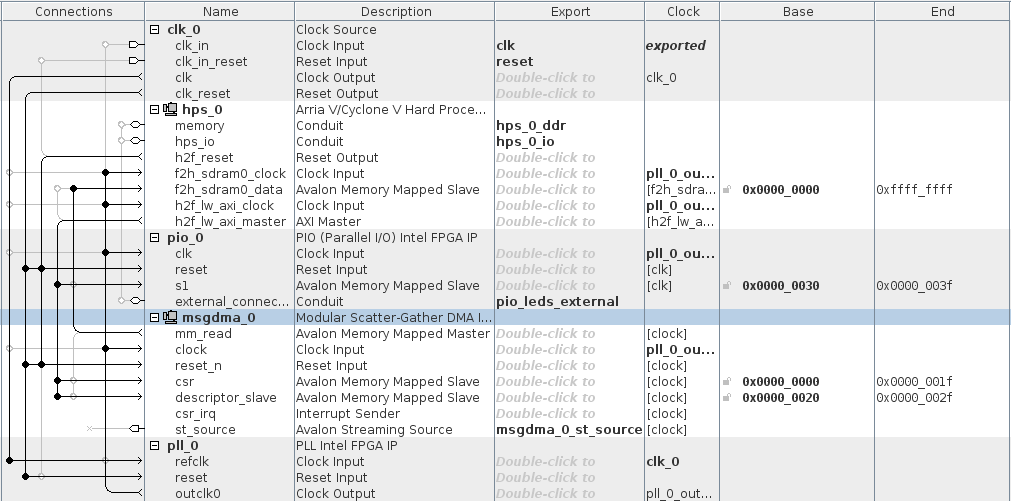 Connections Name Description Export Clock Base End
clk_0 Clock Source
clk_in Clock Input clk exported
clk_in_reset Reset Input reset
clk Clock Output Double-click to clk_0
clk_reset Reset Output Double-click to
hps_0 Arria V/Cyclone V Hard Proce...
memory Conduit hps_0_ddr
hps_io Conduit hps_0_io
h2f_reset Reset Output Double-click to
f2h_sdram0_clock Clock Input Double-click to pll_0_ou...
f2h_sdram0_data Avalon Memory Mapped Slave Double-click to [f2h_sdra... 0x0000_0000 0xffff_ffff
h2f_lw_axi_clock Clock Input Double-click to pll_0_ou...
h2f_lw_axi_master AXI Master Double-click to [h2f_lw_a...
pio_0 PIO (Parallel I/O) Intel FPGA IP
clk Clock Input Double-click to pll_0_ou...
reset Reset Input Double-click to [clk]
s1 Avalon Memory Mapped Slave Double-click to [clk] 0x0000_0030 0x0000_003f
external_connec... Conduit pio_leds_external
msgdma_0 Modular Scatter-Gather DMA I...
mm_read Avalon Memory Mapped Master Double-click to [clock]
clock Clock Input Double-click to pll_0_ou...
reset_n Reset Input Double-click to [clock]
csr Avalon Memory Mapped Slave Double-click to [clock] 0x0000_0000 0x0000_001f
descriptor_slave Avalon Memory Mapped Slave Double-click to [clock] 0x0000_0020 0x0000_002f
csr_irq Interrupt Sender Double-click to [clock]
st_source Avalon Streaming Source msgdma_0_st_source [clock]
pll_0 PLL Intel FPGA IP
refclk Clock Input Double-click to clk_0
reset Reset Input Double-click to
outclk0 Clock Output Double-click to pll_0_out...